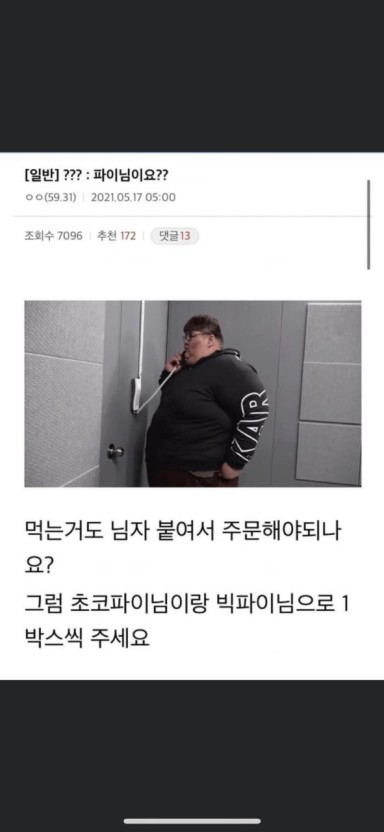 [일반] ??? : 파이님이요??
ㅇㅇ(59.31) | 2021.05.17 05:00
조회수 7096 | 추천 172 | 댓글 13
KAIR
먹는거도 님자 붙여서 주문해야되나
요?
그럼 초코파이님이랑 빅파이님으로 1
박스씩 주세요